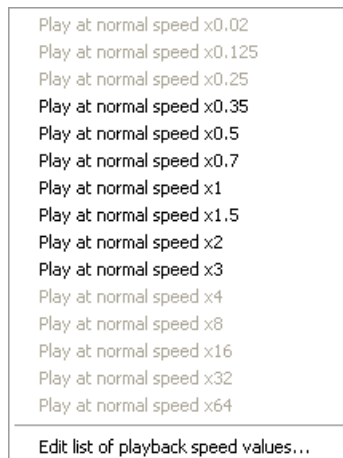 Play at normal speed x0.02
Play at normal speed x0.125
Play at normal speed x0.25
Play at normal speed x0.35
Play at normal speed x0.5
Play at normal speed x0.7
Play at normal speed x1
Play at normal speed x1.5
Play at normal speed x2
Play at normal speed x3
Play at normal speed x4
Play at normal speed x8
Play at normal speed x16
Play at normal speed x32
Play at normal speed x64
Edit list of playback speed values...